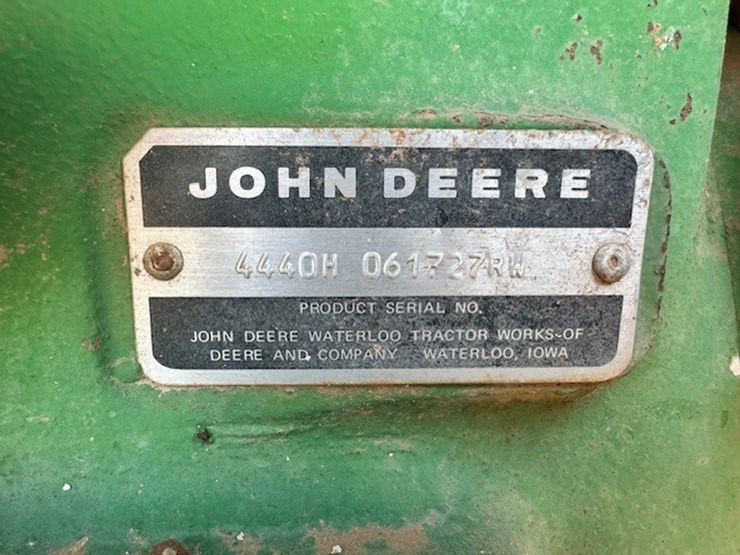 JOHN DEERE
4440H 061727RW
PRODUCT SERIAL NO.
JOHN DEERE WATERLOO TRACTOR WORKS-OF
DEERE AND COMPANY WATERLOO, IOWA